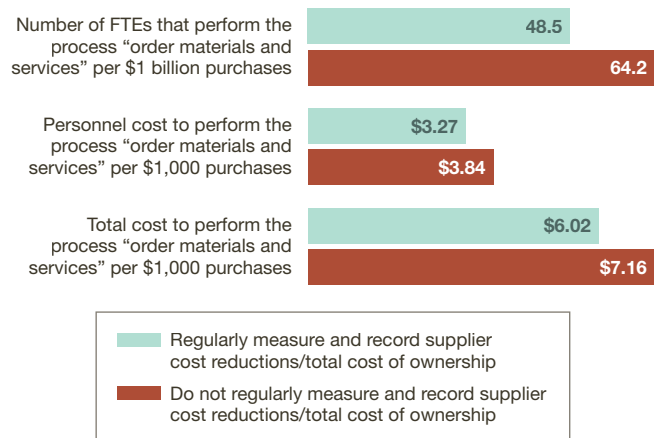 Number of FTEs that perform the
process “order materials and
services” per $1 billion purchases
48.5
64.2
Personnel cost to perform the
process “order materials and
services” per $1,000 purchases
$3.27
$3.84
Total cost to perform the
process “order materials and
services” per $1,000 purchases
$6.02
$7.16
Regularly measure and record supplier
cost reductions/total cost of ownership
Do not regularly measure and record supplier
cost reductions/total cost of ownership